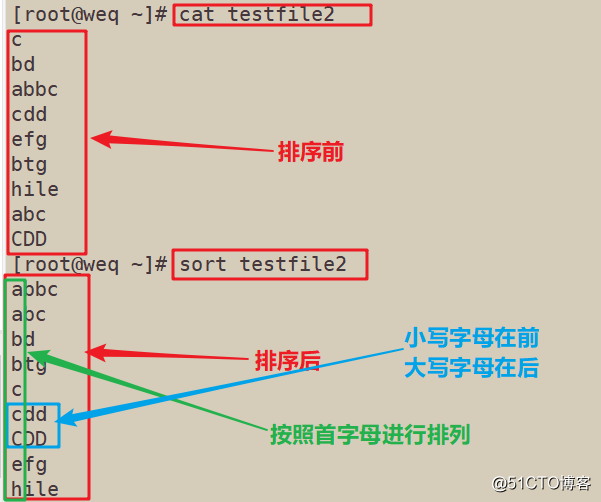 [root@weq ~]# cat testfile2
c
bd
abbc
cdd
efg
btg
hile
abc
CDD
排序前
[root@weq ~]# sort testfile2
abbc
abc
bd
btg
c
cdd
CDD
efg
hile
排序后
小写字母在前
大写字母在后
按照首字母进行排列
@51CTO博客